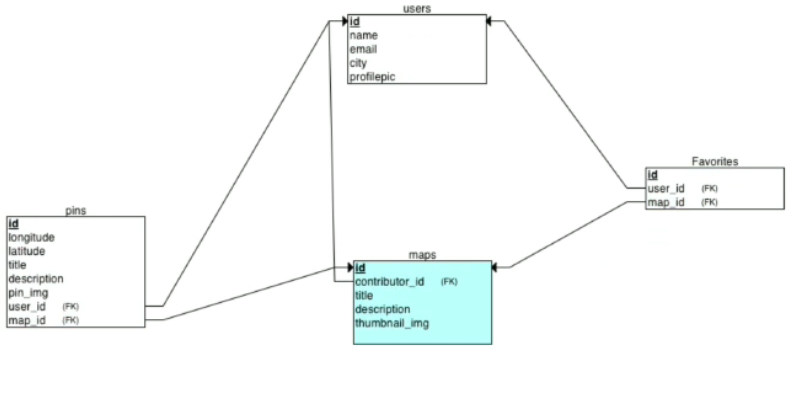 users
id
name
email
city
profilepic
Favorites
id
user_id (FK)
map_id (FK)
pins
id
longitude
latitude
title
description
pin_img
user_id (FK)
map_id (FK)
maps
id
contributor_id (FK)
title
description
thumbnail_img